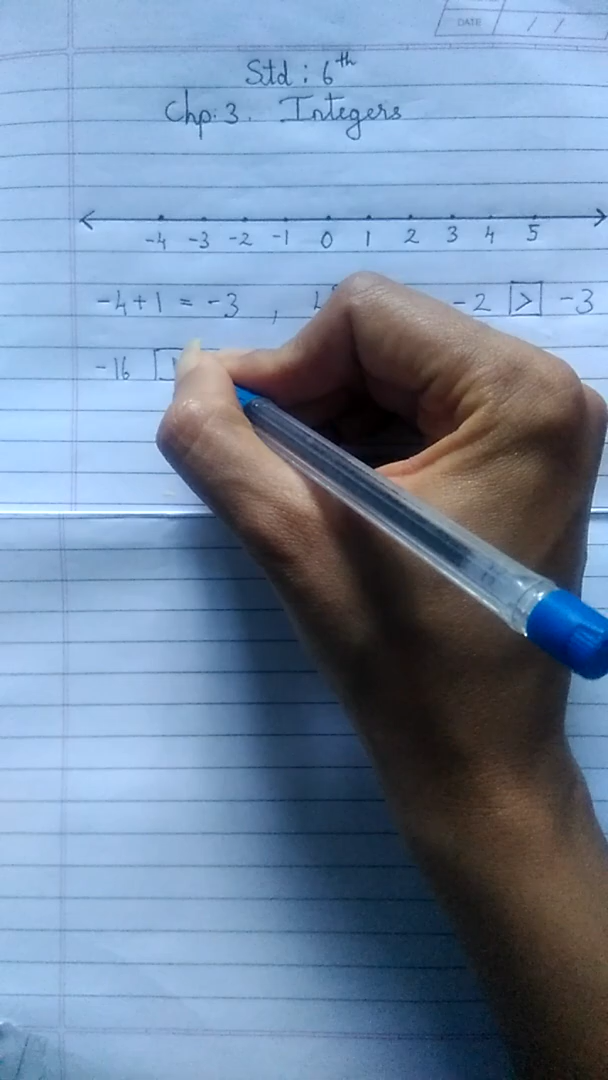 DATE / /
Std : 6th
Chp. 3. Integers
-4 -3 -2 -1 0 1 2 3 4 5
-4+1 = -3 , -2 > -3
-16